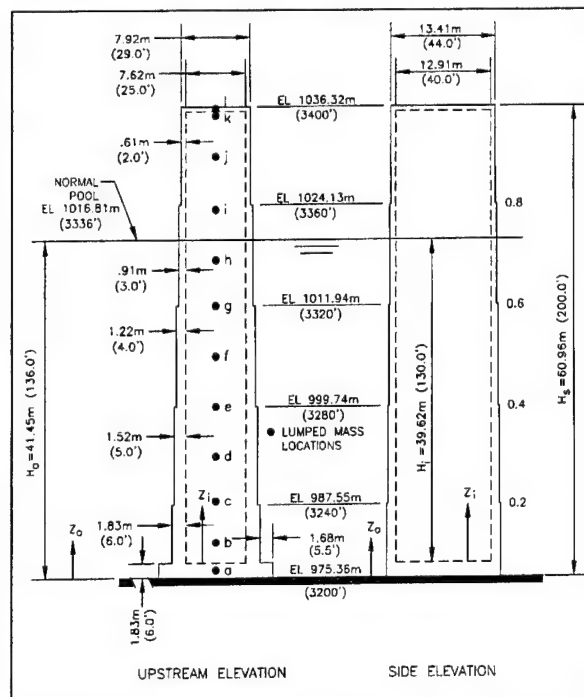 7.92m
(29.0')
7.62m
(25.0')
13.41m
(44.0')
12.91m
(40.0')
l
k
EL 1036.32m
(3400')
.61m
(2.0')
j
NORMAL
POOL
EL 1016.81m
(3336')
i
EL 1024.13m
(3360')
0.8
h
.91m
(3.0')
g
EL 1011.94m
(3320')
0.6
1.22m
(4.0')
f
e
EL 999.74m
(3280')
0.4
● LUMPED MASS
LOCATIONS
1.52m
(5.0')
d
c
EL 987.55m
(3240')
0.2
Zo
Zi
1.83m
(6.0')
b
1.68m
(5.5')
Zo
Zi
a
EL 975.36m
(3200')
1.83m
(6.0')
Ho=41.45m (136.0')
Hi=39.62m (130.0')
Hs=60.96m (200.0')
UPSTREAM ELEVATION
SIDE ELEVATION